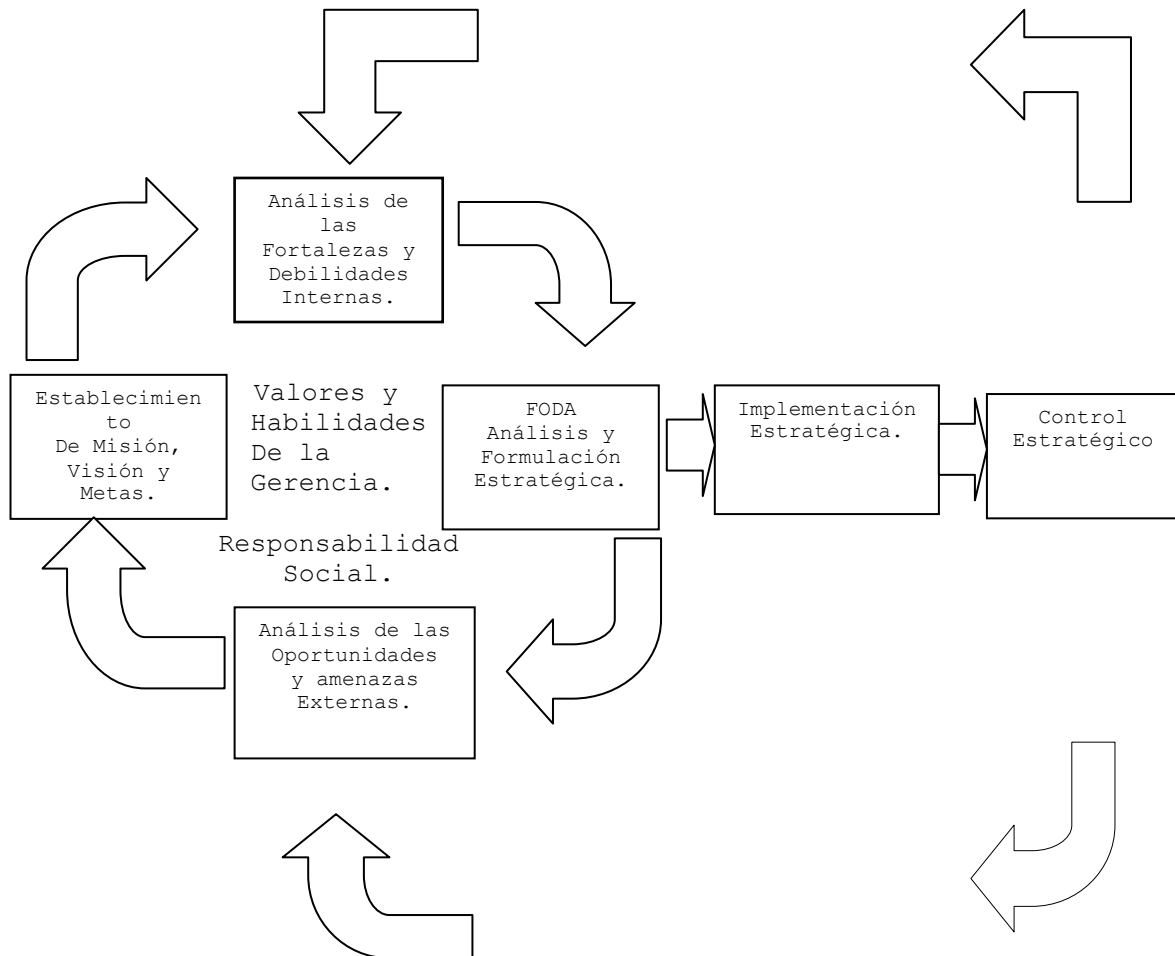 Análisis de
las
Fortalezas y
Debilidades
Internas.
Establecimien
to
De Misión,
Visión y
Metas.
Valores y
Habilidades
De la
Gerencia.
FODA
Análisis y
Formulación
Estratégica.
Implementación
Estratégica.
Control
Estratégico
Responsabilidad
Social.
Análisis de las
Oportunidades
y amenazas
Externas.